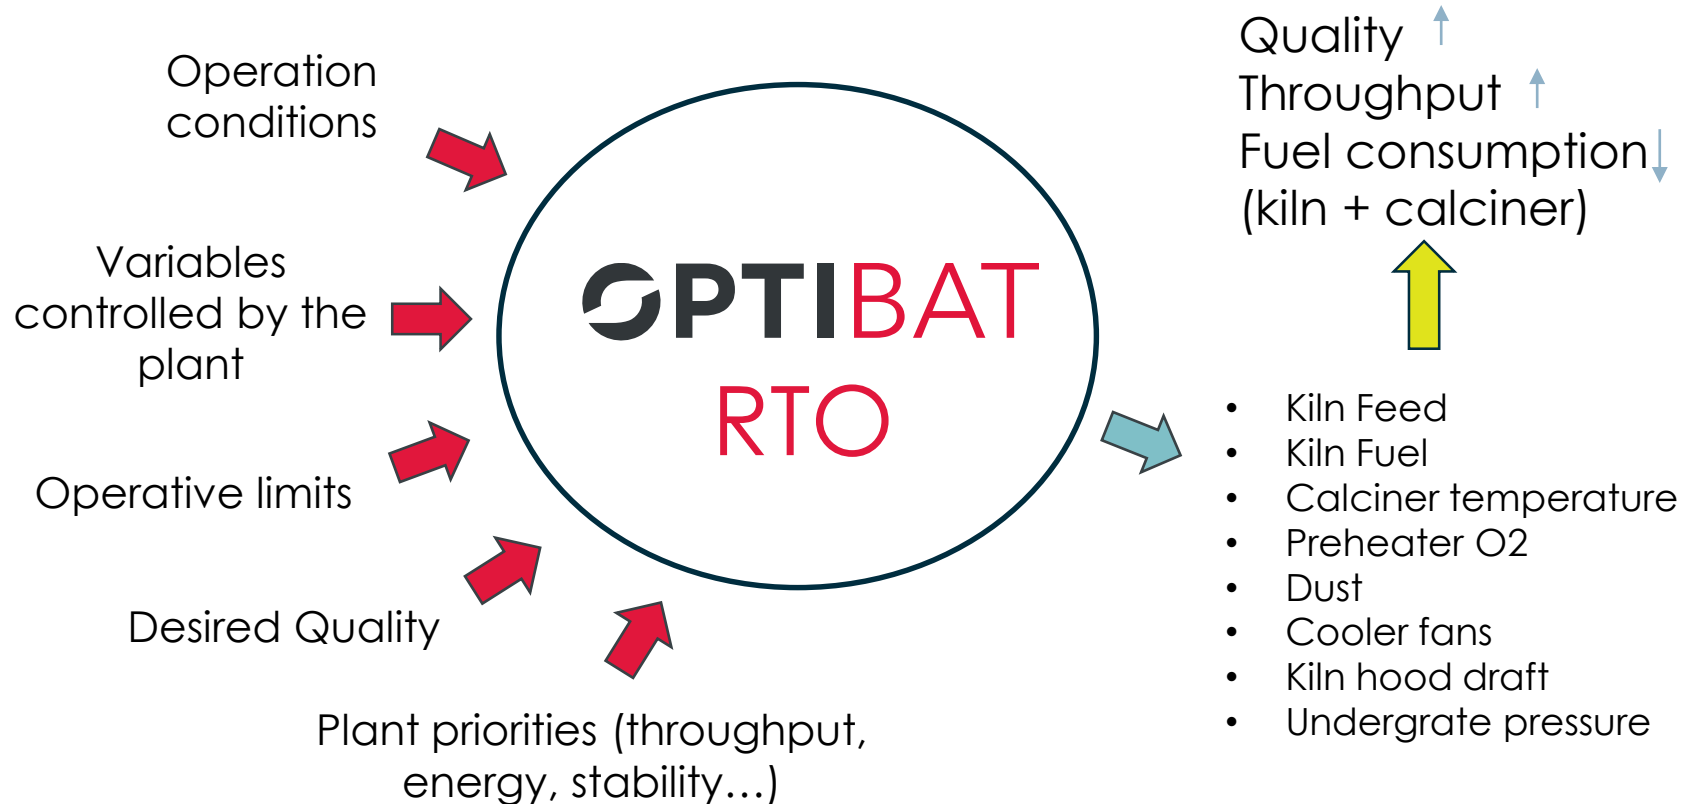 Operation
conditions
Variables
controlled by the
plant
Operative limits
Desired Quality
Plant priorities (throughput,
energy, stability…)
OPTIBAT
RTO
Quality
Throughput
Fuel consumption
(kiln + calciner)
• Kiln Feed
• Kiln Fuel
• Calciner temperature
• Preheater O2
• Dust
• Cooler fans
• Kiln hood draft
• Undergrate pressure